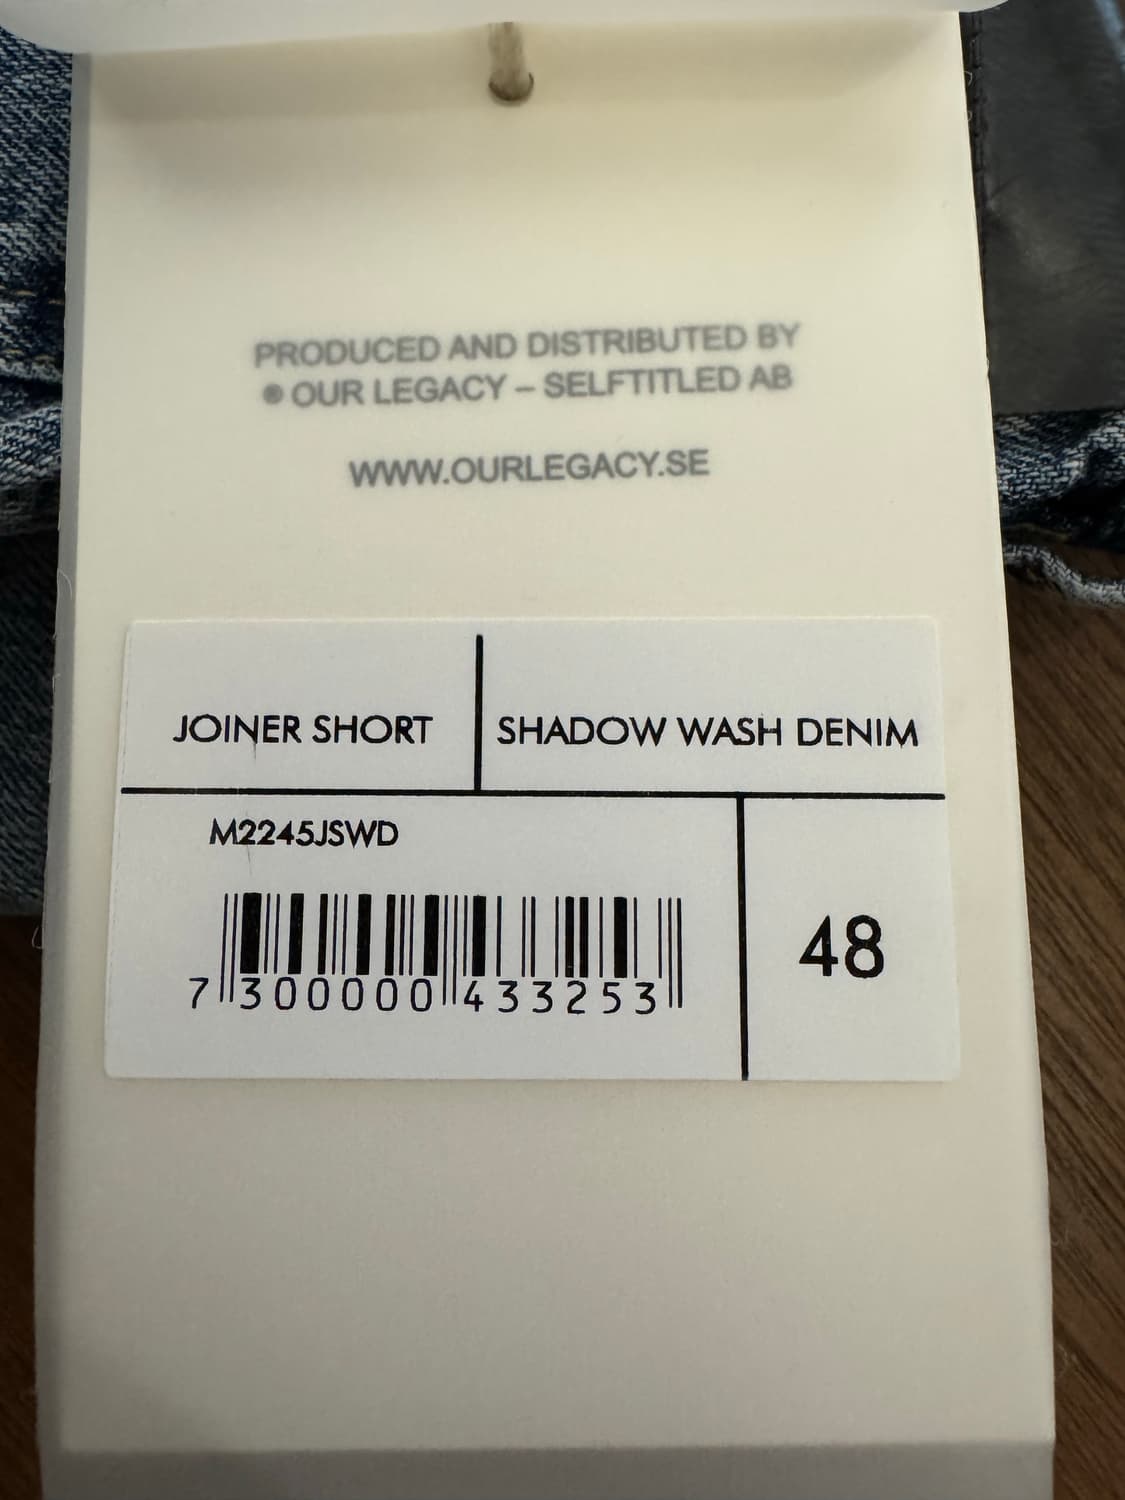 PRODUCED AND DISTRIBUTED BY
® OUR LEGACY – SELFTITLED AB
WWW.OURLEGACY.SE
JOINER SHORT
SHADOW WASH DENIM
M2245JSWD
7 300000 433253
48